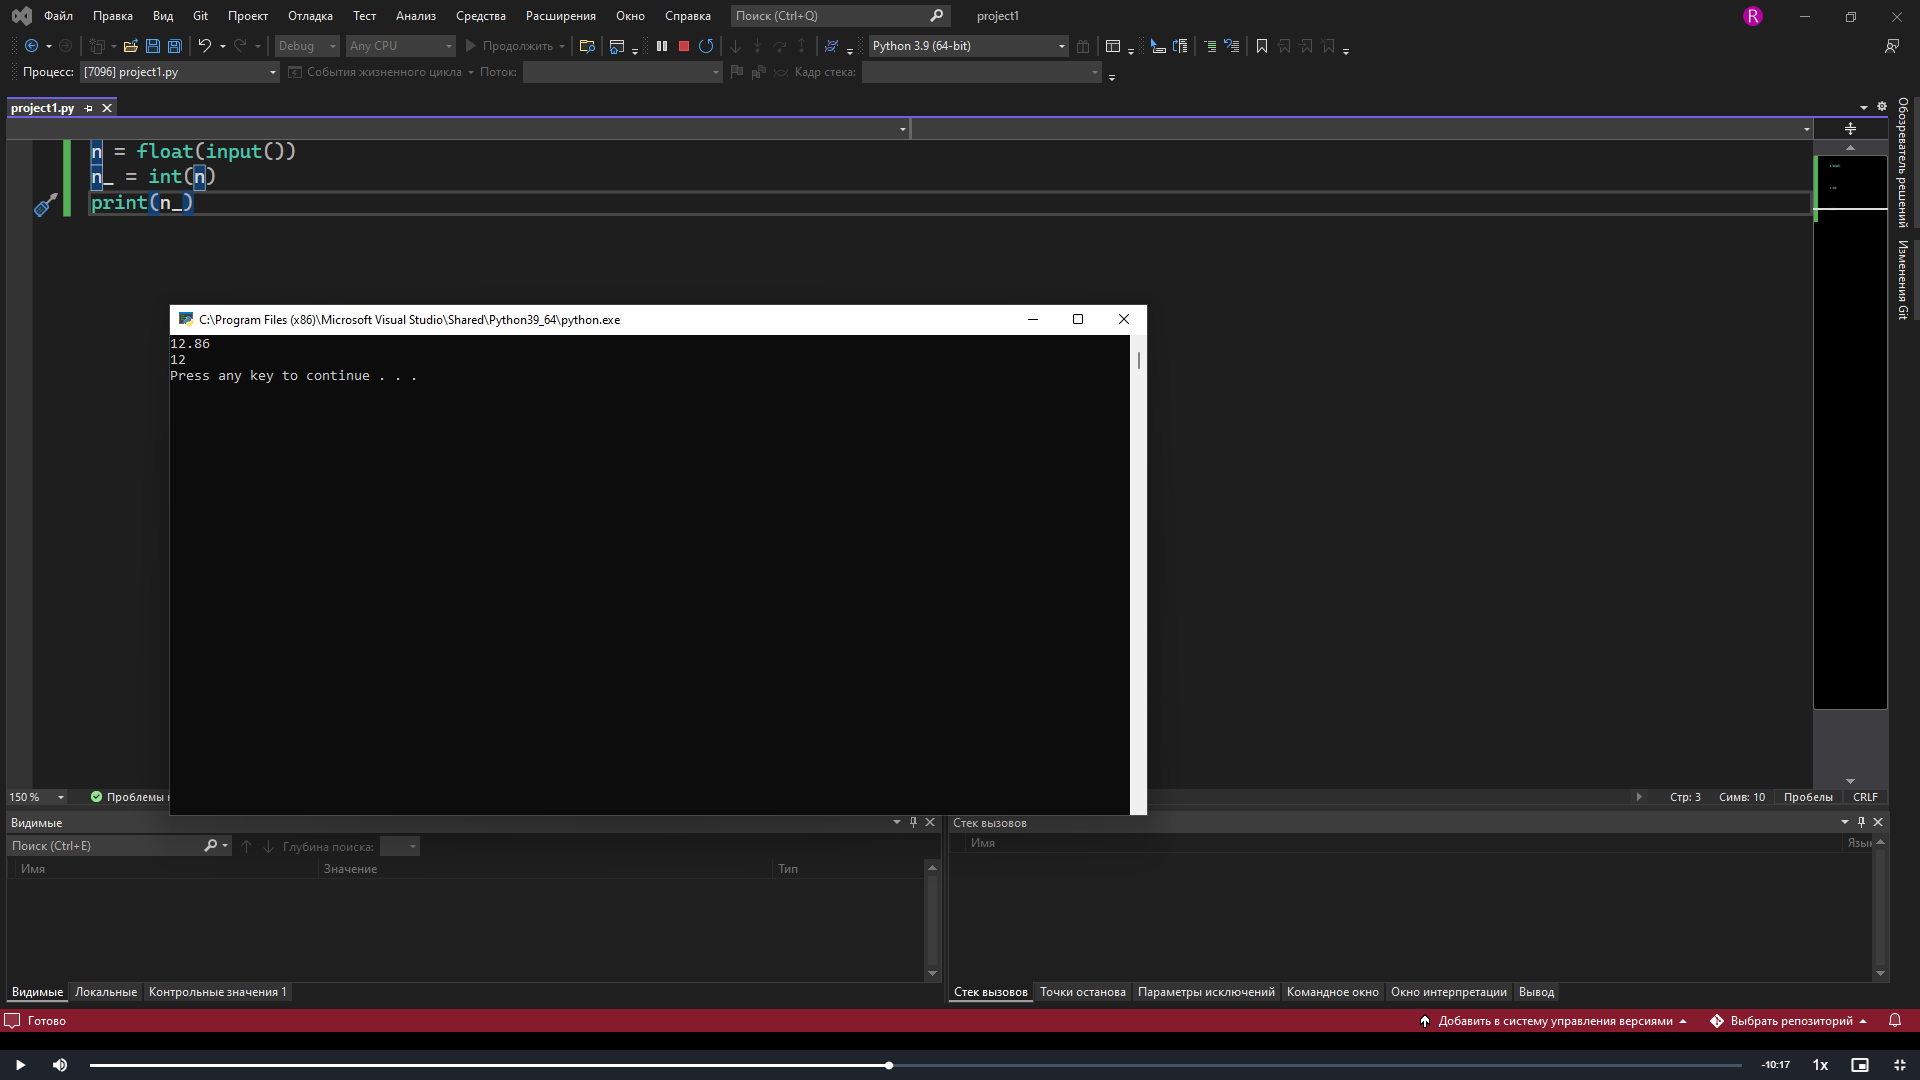 Файл Правка Вид Git Проект Отладка Тест Анализ Средства Расширения Окно Справка Поиск (Ctrl+Q) project1 R
Debug Any CPU Продолжить Python 3.9 (64-bit)
Процесс: [7096] project1.py События жизненного цикла Поток: Кадр стека:
project1.py
n = float(input())
n_ = int(n)
print(n_)
C:\Program Files (x86)\Microsoft Visual Studio\Shared\Python39_64\python.exe
12.86
12
Press any key to continue . . .
Обозреватель решений
Изменения Git
150 % Проблемы Стр: 3 Симв: 10 Пробелы CRLF
Видимые
Поиск (Ctrl+E) Глубина поиска:
Имя Значение Тип
Видимые Локальные Контрольные значения 1
Стек вызовов
Имя
Стек вызовов Точки останова Параметры исключений Командное окно Окно интерпретации Вывод
Готово Добавить в систему управления версиями Выбрать репозиторий
-10:17 1x